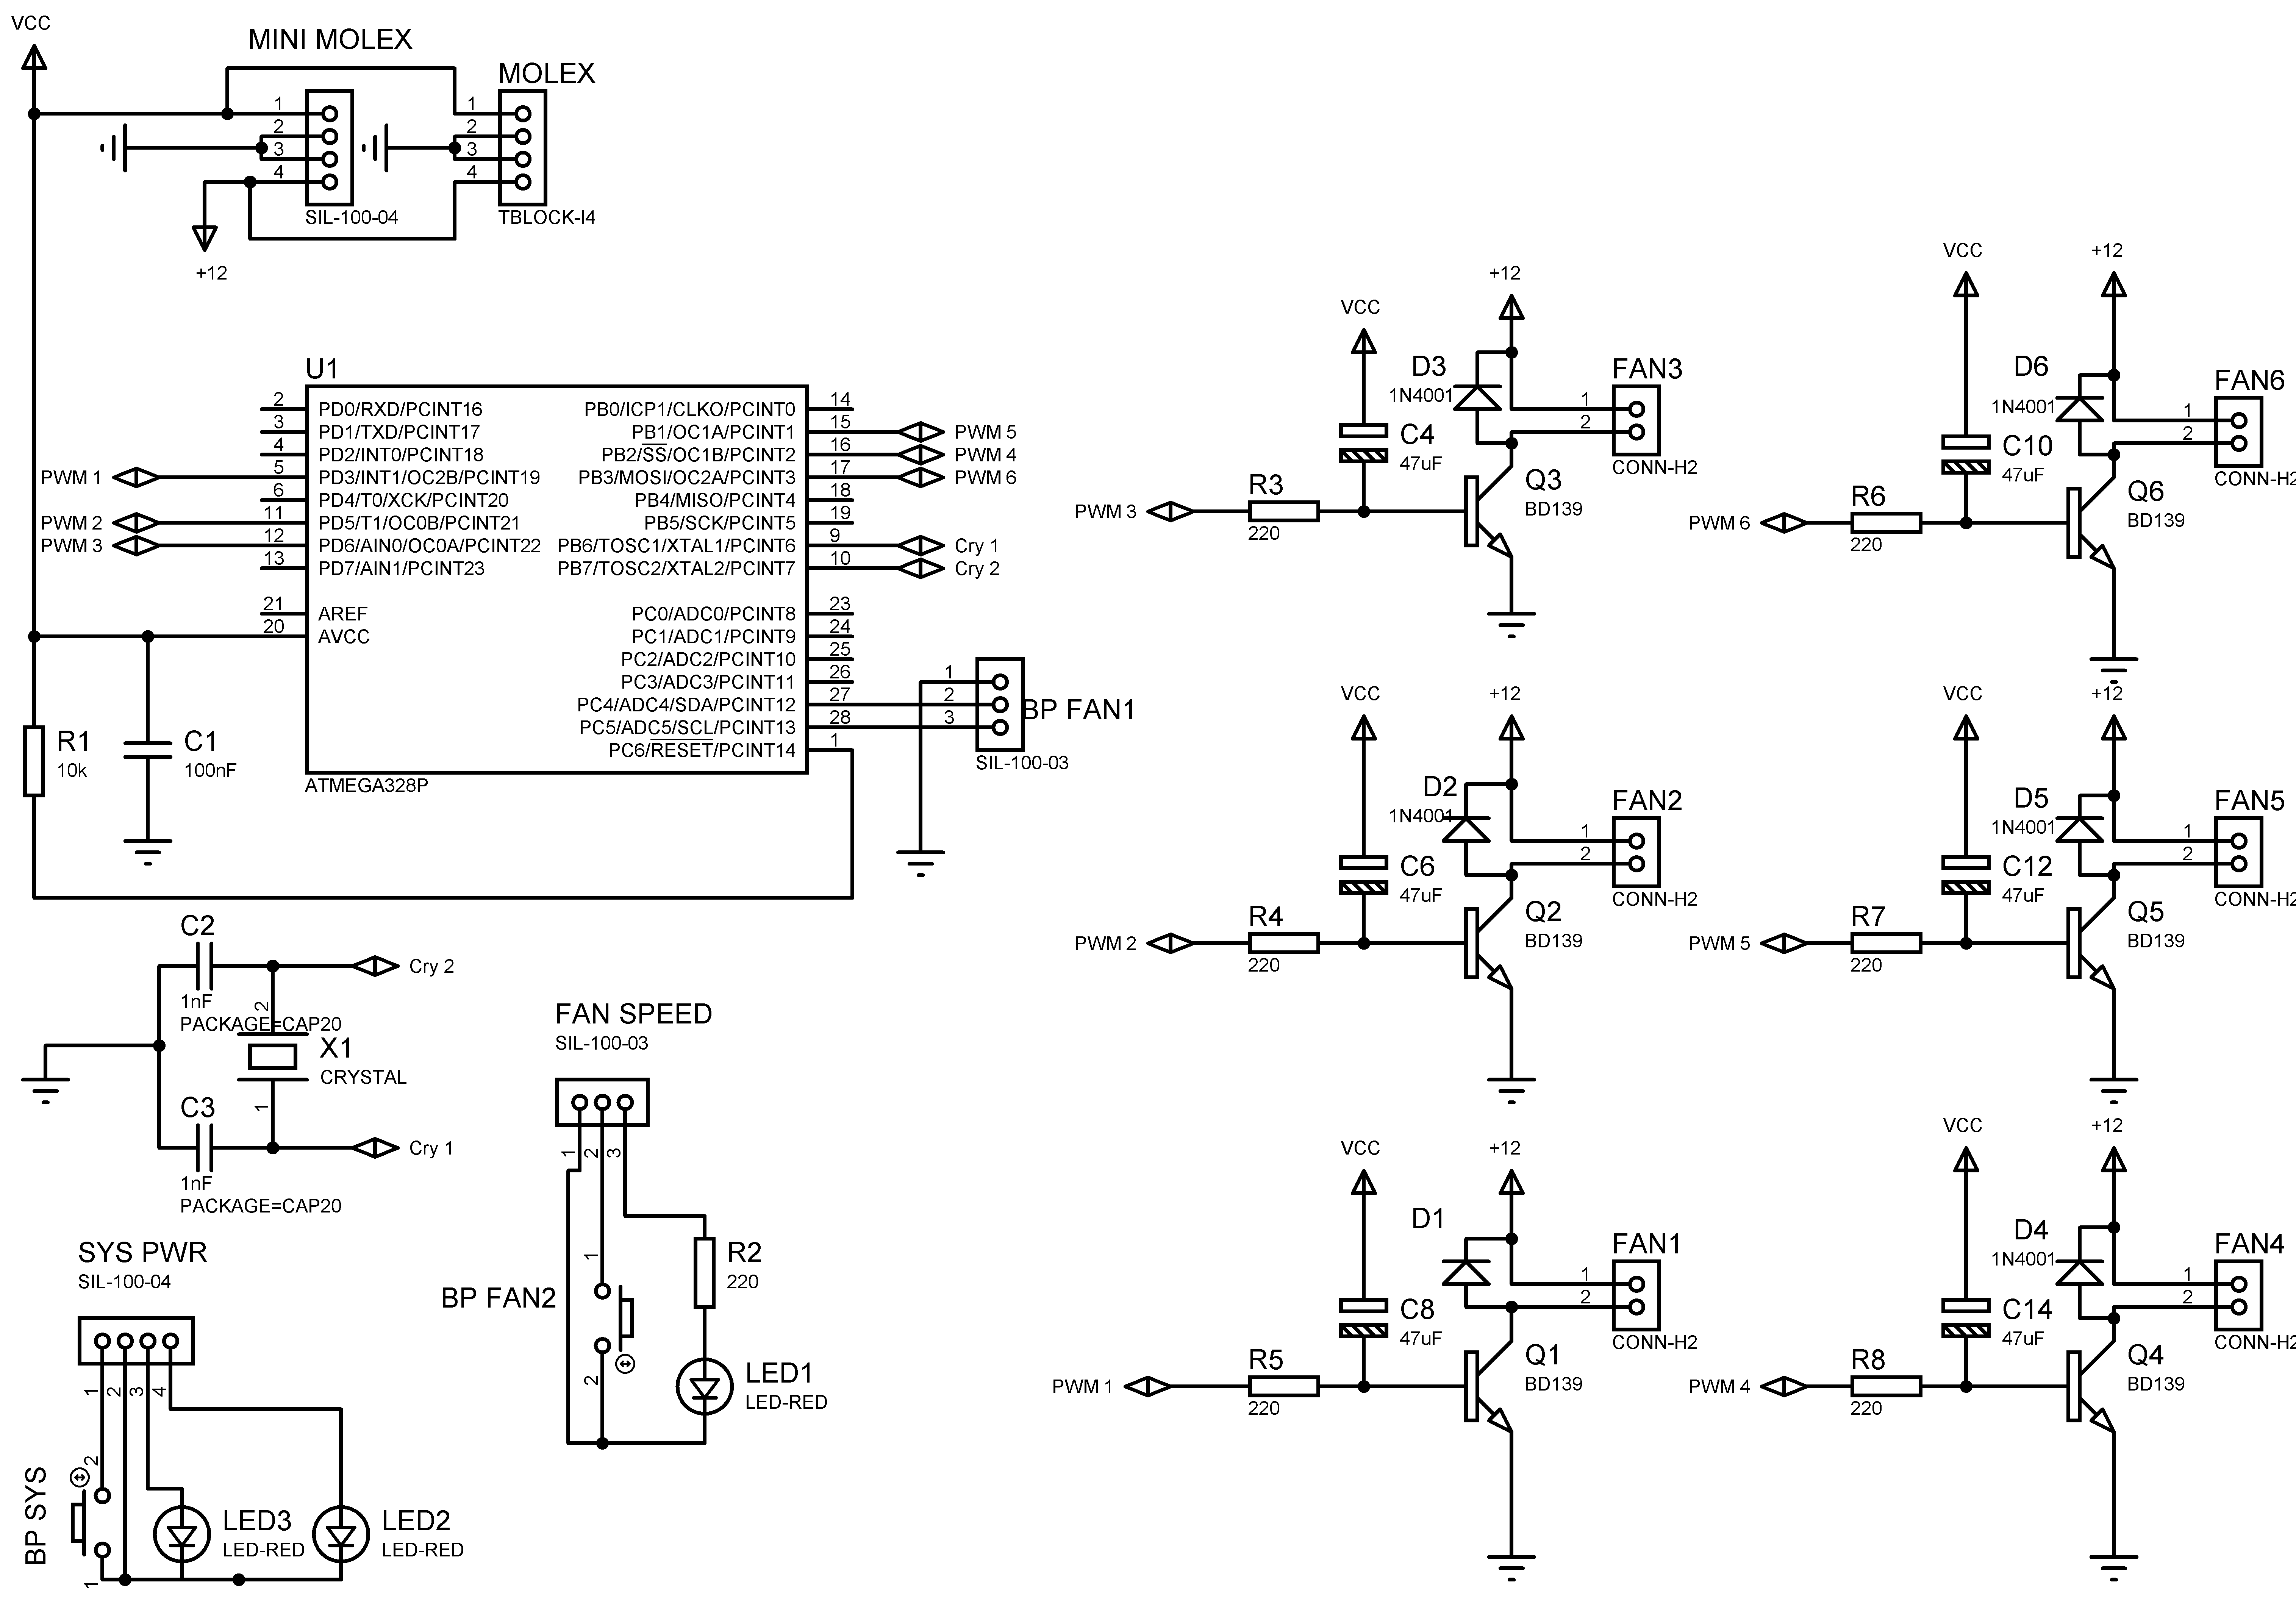 VCC
MINI MOLEX
1
2
3
4
SIL-100-04
+12
MOLEX
1
2
3
4
TBLOCK-I4
U1
2 PD0/RXD/PCINT16
3 PD1/TXD/PCINT17
4 PD2/INT0/PCINT18
PWM 1 5 PD3/INT1/OC2B/PCINT19
6 PD4/T0/XCK/PCINT20
PWM 2 11 PD5/T1/OC0B/PCINT21
PWM 3 12 PD6/AIN0/OC0A/PCINT22
13 PD7/AIN1/PCINT23
21 AREF
20 AVCC
PB0/ICP1/CLKO/PCINT0 14
PB1/OC1A/PCINT1 15 PWM 5
PB2/SS/OC1B/PCINT2 16 PWM 4
PB3/MOSI/OC2A/PCINT3 17 PWM 6
PB4/MISO/PCINT4 18
PB5/SCK/PCINT5 19
PB6/TOSC1/XTAL1/PCINT6 9 Cry 1
PB7/TOSC2/XTAL2/PCINT7 10 Cry 2
PC0/ADC0/PCINT8 23
PC1/ADC1/PCINT9 24
PC2/ADC2/PCINT10 25
PC3/ADC3/PCINT11 26
PC4/ADC4/SDA/PCINT12 27
PC5/ADC5/SCL/PCINT13 28
PC6/RESET/PCINT14 1
ATMEGA328P
1
2
3
BP FAN1
SIL-100-03
R1
10k
C1
100nF
C2
1nF
PACKAGE=CAP20
Cry 2
2
X1
CRYSTAL
1
C3
1nF
PACKAGE=CAP20
Cry 1
FAN SPEED
SIL-100-03
1
2
3
1
BP FAN2
2
R2
220
LED1
LED-RED
SYS PWR
SIL-100-04
1
2
3
4
2
BP SYS
1
LED3
LED-RED
LED2
LED-RED
VCC
+12
D3
1N4001
1
2
FAN3
CONN-H2
C4
47uF
PWM 3
R3
220
Q3
BD139
VCC
+12
D6
1N4001
1
2
FAN6
CONN-H2
C10
47uF
PWM 6
R6
220
Q6
BD139
VCC
+12
D2
1N4001
1
2
FAN2
CONN-H2
C6
47uF
PWM 2
R4
220
Q2
BD139
VCC
+12
D5
1N4001
1
2
FAN5
CONN-H2
C12
47uF
PWM 5
R7
220
Q5
BD139
VCC
+12
D1
1
2
FAN1
CONN-H2
C8
47uF
PWM 1
R5
220
Q1
BD139
VCC
+12
D4
1N4001
1
2
FAN4
CONN-H2
C14
47uF
PWM 4
R8
220
Q4
BD139